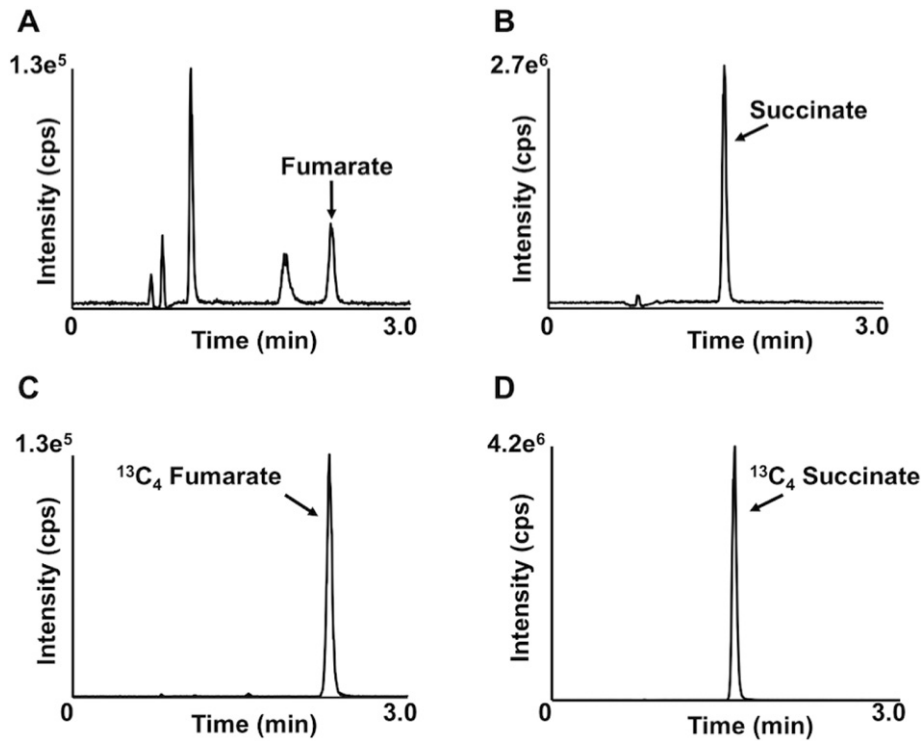 A
1.3e⁵
Intensity (cps)
Fumarate
0
3.0
Time (min)
B
2.7e⁶
Intensity (cps)
Succinate
0
3.0
Time (min)
C
1.3e⁵
Intensity (cps)
¹³C₄ Fumarate
0
3.0
Time (min)
D
4.2e⁶
Intensity (cps)
¹³C₄ Succinate
0
3.0
Time (min)